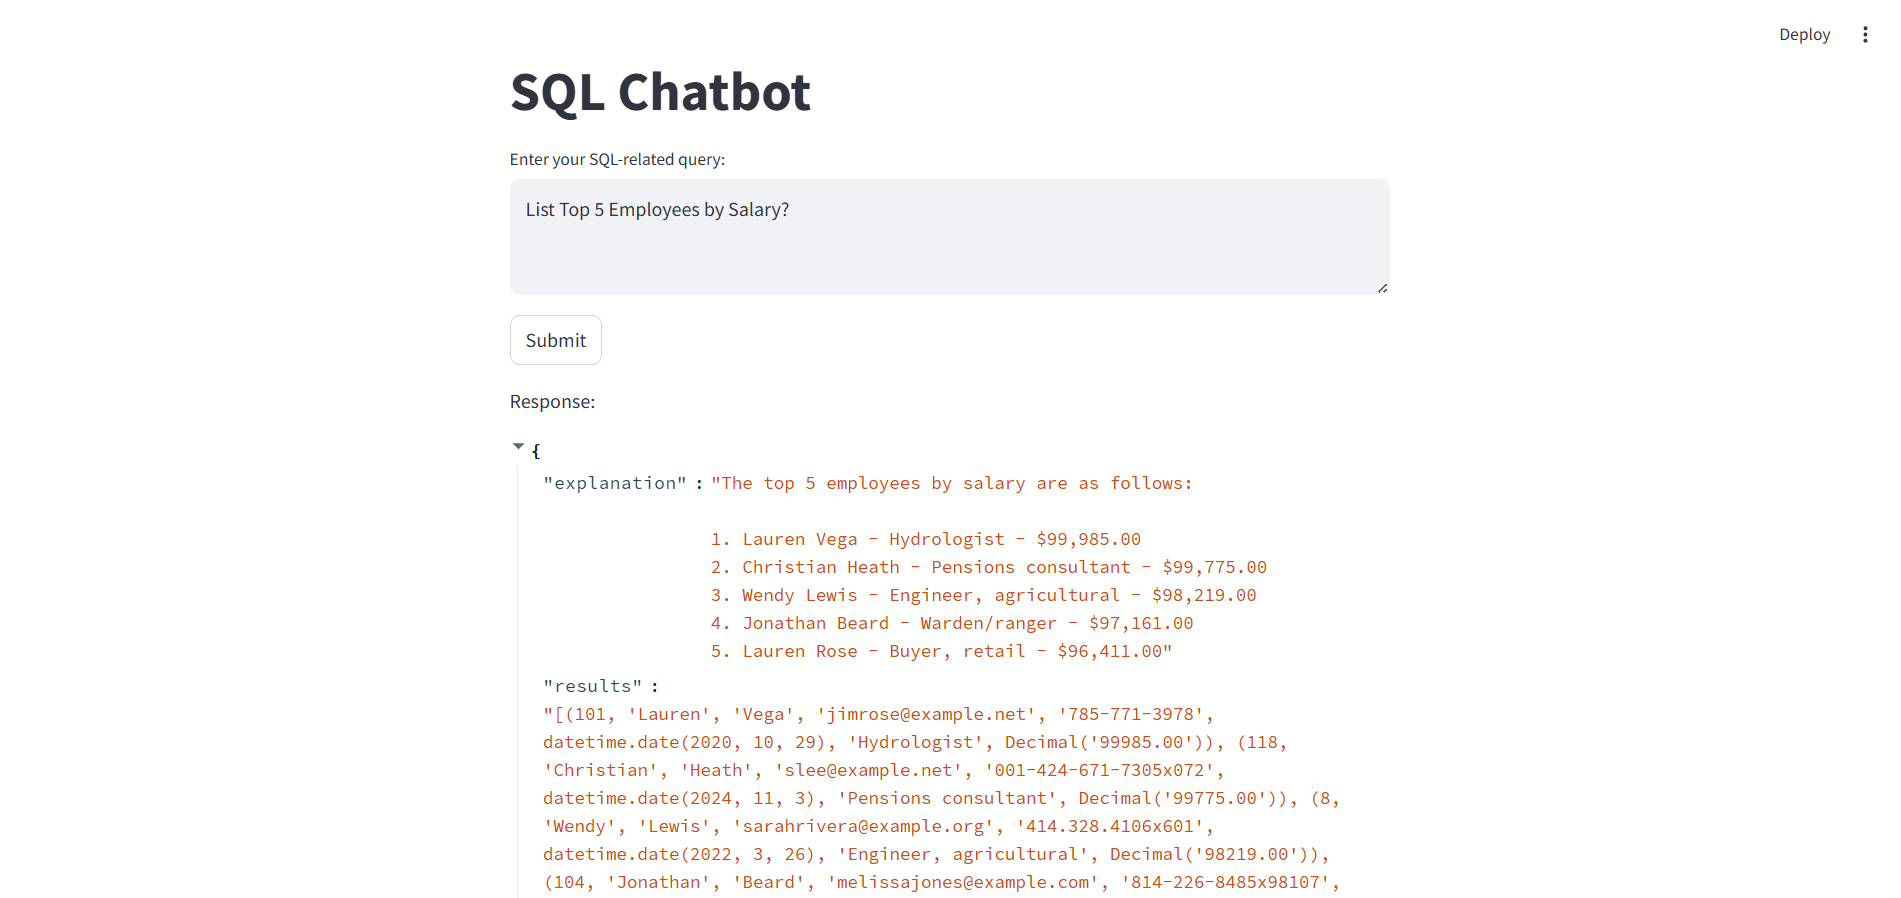 Deploy
SQL Chatbot
Enter your SQL-related query:
List Top 5 Employees by Salary?
Submit
Response:
{
"explanation" : "The top 5 employees by salary are as follows:
1. Lauren Vega - Hydrologist - $99,985.00
2. Christian Heath - Pensions consultant - $99,775.00
3. Wendy Lewis - Engineer, agricultural - $98,219.00
4. Jonathan Beard - Warden/ranger - $97,161.00
5. Lauren Rose - Buyer, retail - $96,411.00"
"results" :
"[(101, 'Lauren', 'Vega', 'jimrose@example.net', '785-771-3978',
datetime.date(2020, 10, 29), 'Hydrologist', Decimal('99985.00')), (118,
'Christian', 'Heath', 'slee@example.net', '001-424-671-7305x072',
datetime.date(2024, 11, 3), 'Pensions consultant', Decimal('99775.00')), (8,
'Wendy', 'Lewis', 'sarahrivera@example.org', '414.328.4106x601',
datetime.date(2022, 3, 26), 'Engineer, agricultural', Decimal('98219.00')),
(104, 'Jonathan', 'Beard', 'melissajones@example.com', '814-226-8485x98107',